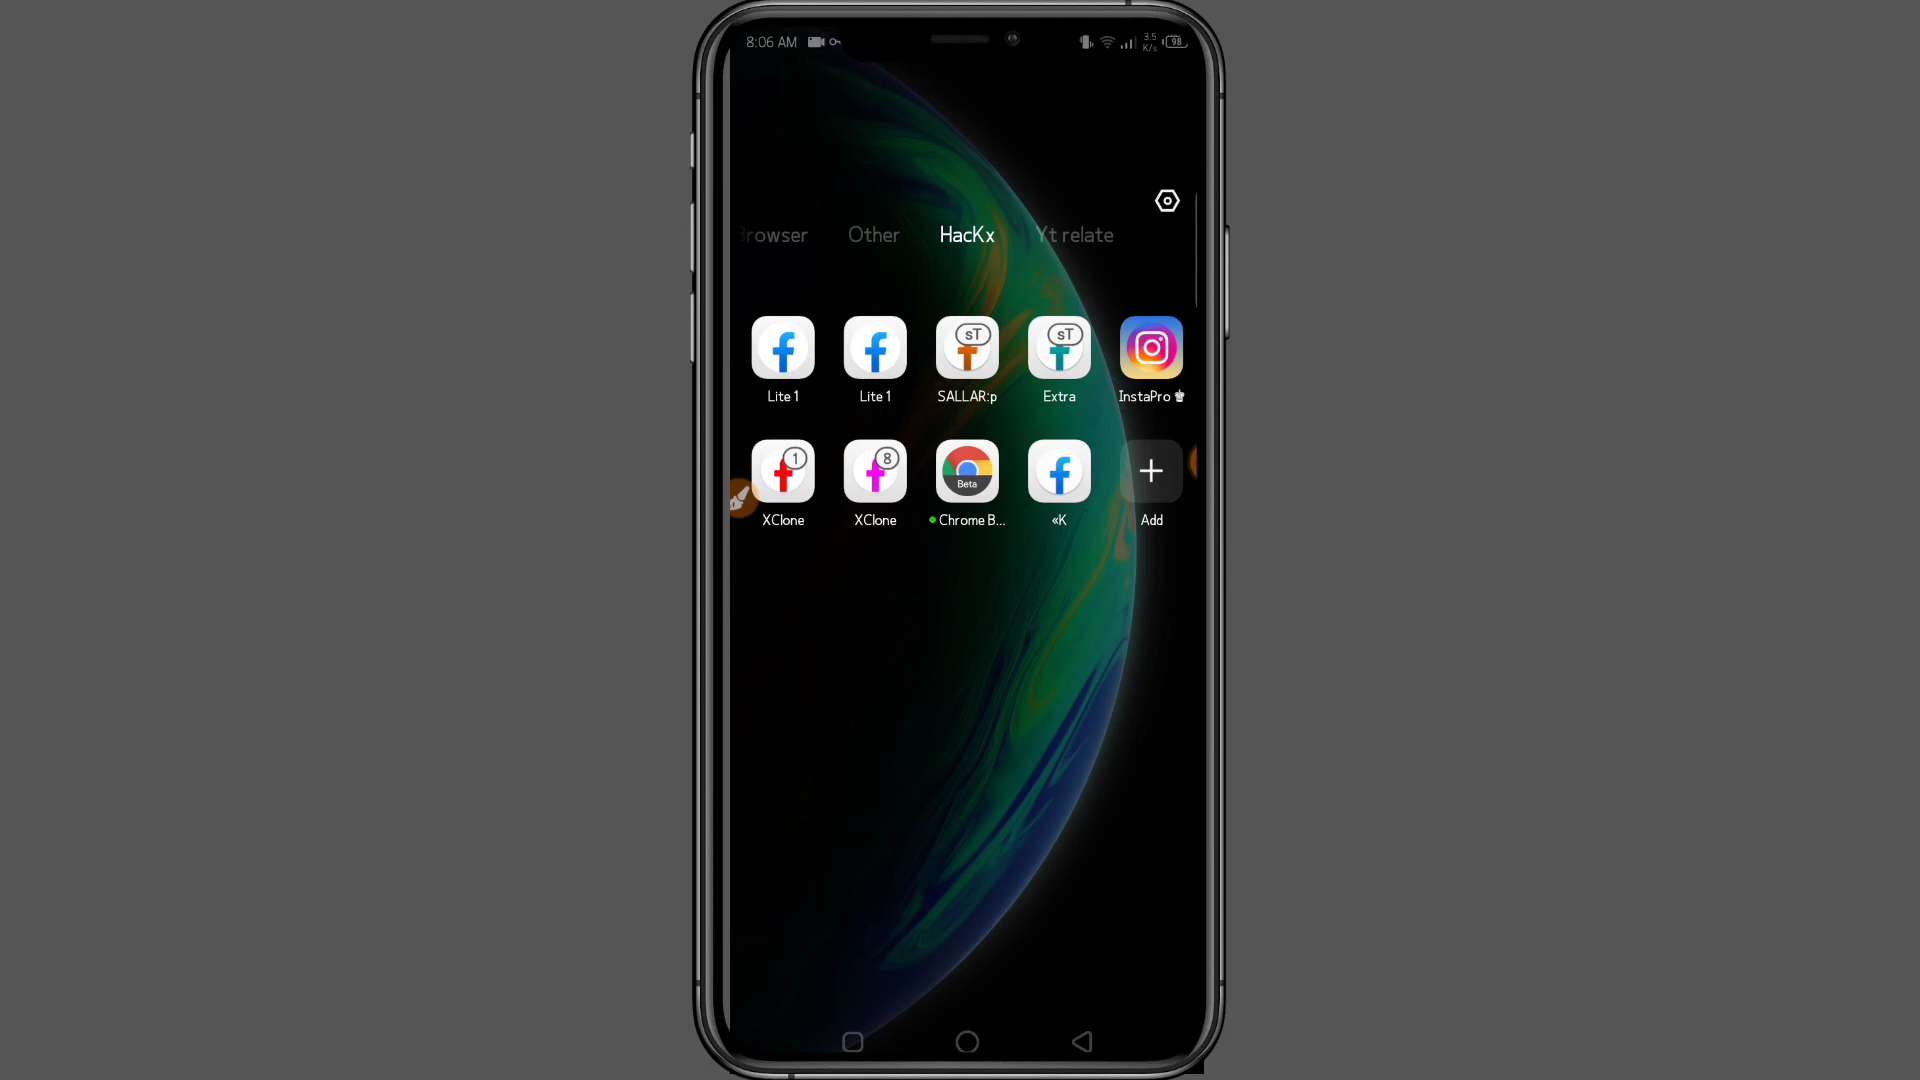 8:06 AM
3.5
K/s
98
Browser Other HacKx Yt relate
sT sT
Lite 1 Lite 1 SALLAR:p Extra InstaPro
1 8
Beta
XClone XClone Chrome B... «K Add